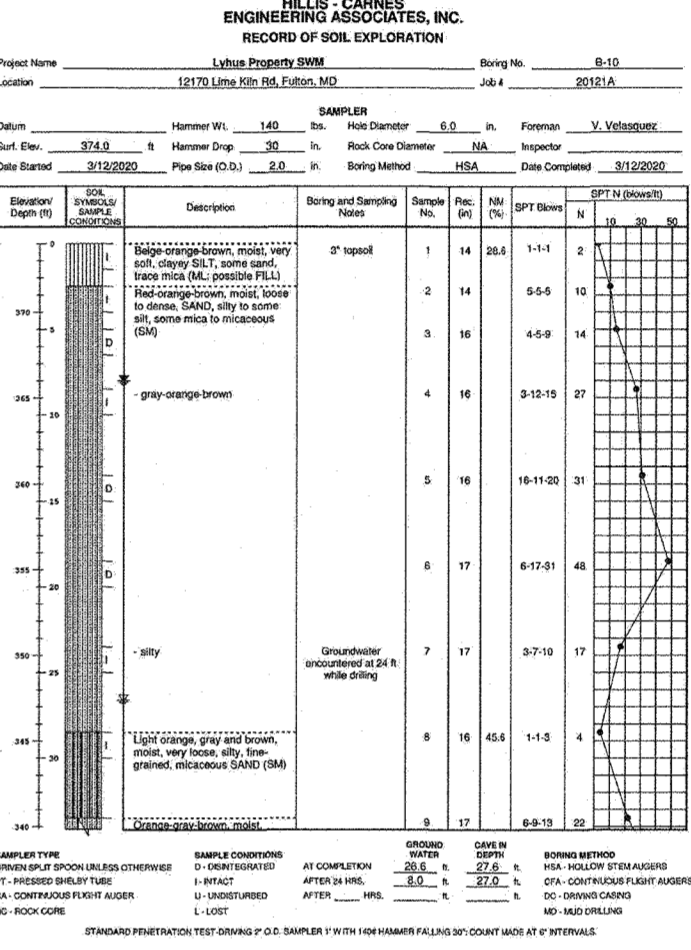 HILLIS - CARNES
ENGINEERING ASSOCIATES, INC.
RECORD OF SOIL EXPLORATION
Project Name Lyhus Property SWM Boring No. B-10
Location 12170 Lime Kiln Rd, Fulton, MD Job # 20121A
SAMPLER
Datum Hammer Wt. 140 lbs. Hole Diameter 6.0 in. Foreman V. Velasquez
Surf. Elev. 374.0 ft Hammer Drop 30 in. Rock Core Diameter NA Inspector
Date Started 3/12/2020 Pipe Size (O.D.) 2.0 in. Boring Method HSA Date Completed 3/12/2020
Elevation/ Depth (ft) SOIL SYMBOLS/ SAMPLE CONDITIONS Description Boring and Sampling Notes Sample No. Rec. (in) NM (%) SPT Blows SPT N (blows/ft)
N 10 30 50
0 I Beige-orange-brown, moist, very 3" topsoil 1 14 28.6 1-1-1 2
soft, clayey SILT, some sand,
trace mica (ML; possible FILL)
I Red-orange-brown, moist, loose 2 14 5-5-5 10
to dense, SAND, silty to some
370 silt, some mica to micaceous
5 (SM) 3 16 4-5-9 14
D
365 I - gray-orange-brown 4 16 3-12-15 27
10
360 D 5 16 16-11-20 31
15
355 D 6 17 6-17-31 48
20
350 I - silty Groundwater 7 17 3-7-10 17
encountered at 24 ft
25 while drilling
345 I Light orange, gray and brown, 8 16 45.6 1-1-3 4
moist, very loose, silty, fine-
30 grained, micaceous SAND (SM)
340 Orange-gray-brown, moist, 9 17 6-9-13 22
SAMPLER TYPE SAMPLE CONDITIONS GROUND WATER CAVE IN DEPTH BORING METHOD
DRIVEN SPLIT SPOON UNLESS OTHERWISE D - DISINTEGRATED AT COMPLETION 26.6 ft. 27.6 ft. HSA - HOLLOW STEM AUGERS
PT - PRESSED SHELBY TUBE I - INTACT AFTER 24 HRS. 8.0 ft. 27.0 ft. CFA - CONTINUOUS FLIGHT AUGERS
CA - CONTINUOUS FLIGHT AUGER U - UNDISTURBED AFTER HRS. ft. ft. DC - DRIVING CASING
RC - ROCK CORE L - LOST MD - MUD DRILLING
STANDARD PENETRATION TEST-DRIVING 2" O.D. SAMPLER 1' WITH 140# HAMMER FALLING 30": COUNT MADE AT 6" INTERVALS.